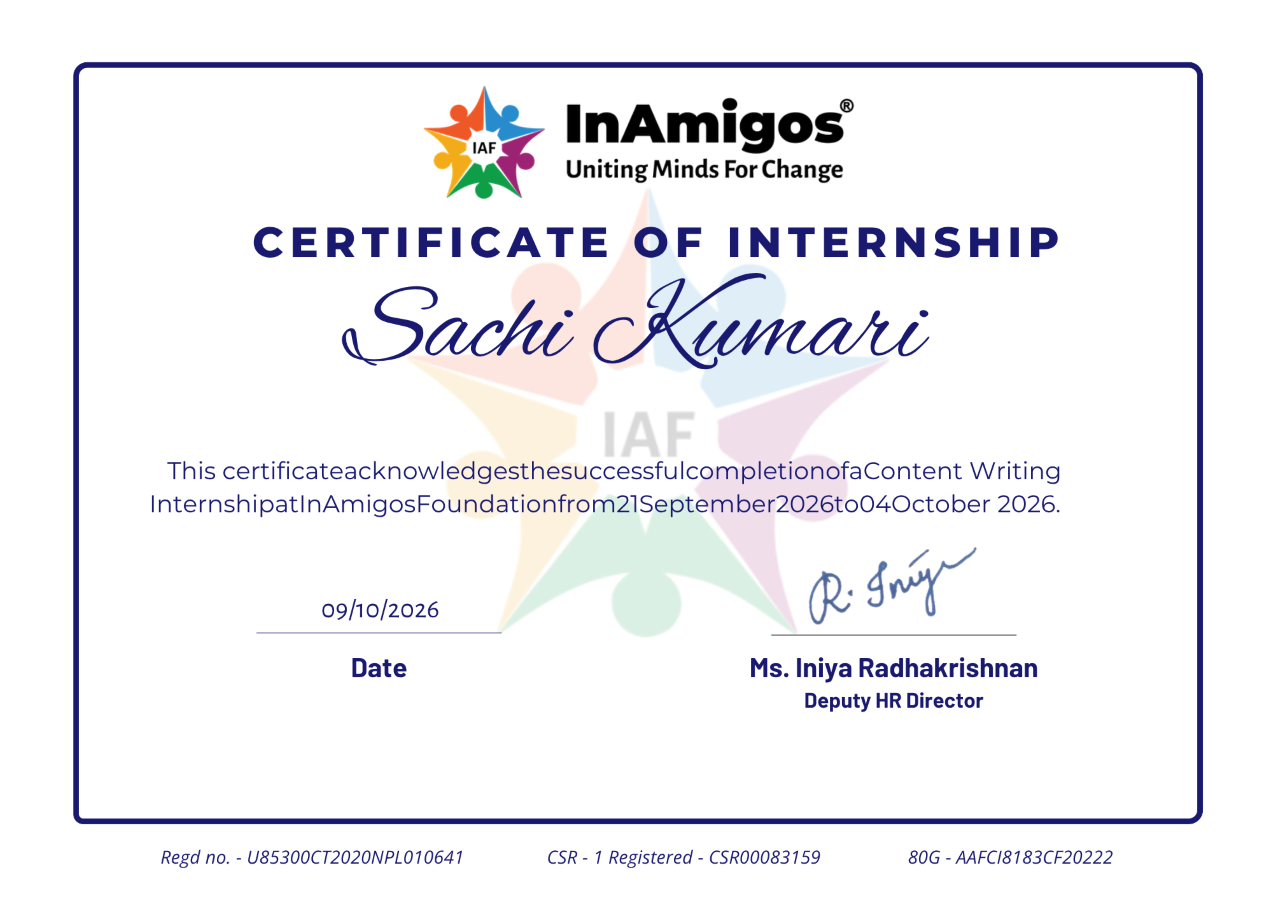 IAF
InAmigos®
Uniting Minds For Change
CERTIFICATE OF INTERNSHIP
Sachi Kumari
IAF
This certificateacknowledgesthesuccessfulcompletionofaContent Writing
InternshipatInAmigosFoundationfrom21September2026to04October 2026.
09/10/2026
R. Iniya
Date
Ms. Iniya Radhakrishnan
Deputy HR Director
Regd no. - U85300CT2020NPL010641
CSR - 1 Registered - CSR00083159
80G - AAFCI8183CF20222